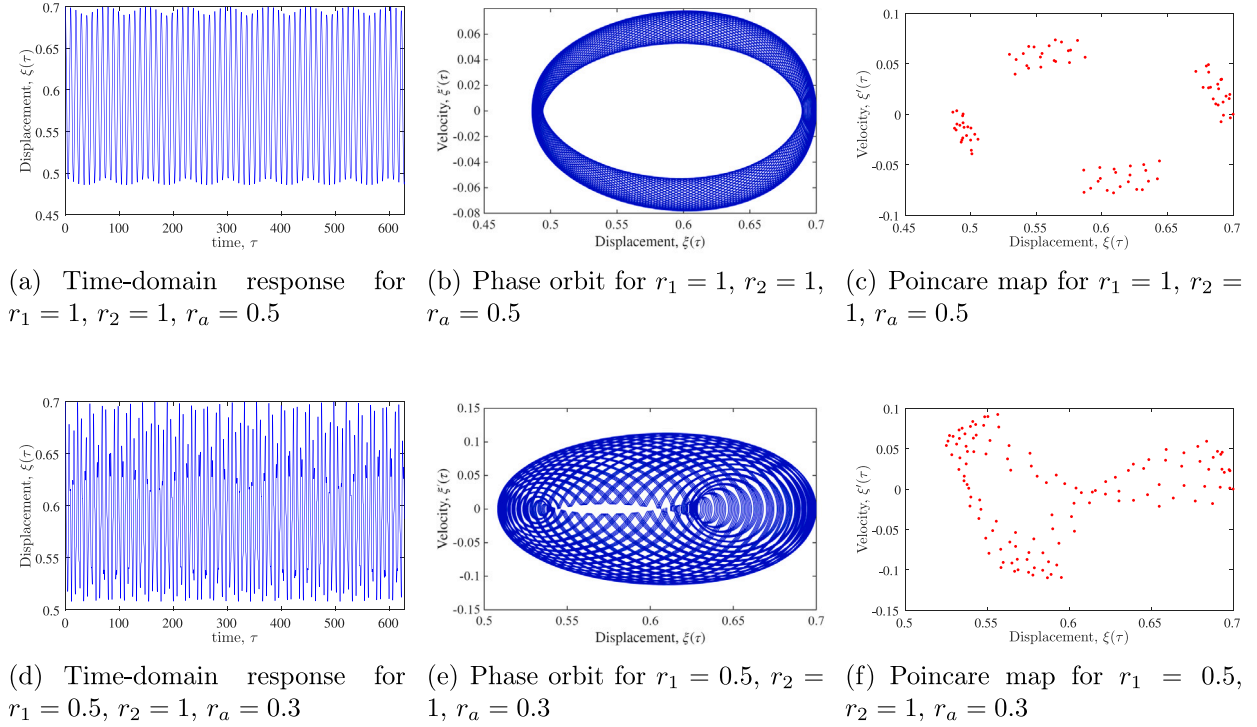 0.7
0.65
0.6
0.55
0.5
0.45
Displacement, ξ(τ)
0 100 200 300 400 500 600
time, τ
0.08
0.06
0.04
0.02
0
-0.02
-0.04
-0.06
-0.08
Velocity, ξ′(τ)
0.45 0.5 0.55 0.6 0.65 0.7
Displacement, ξ(τ)
0.1
0.05
0
-0.05
-0.1
Velocity, ξ′(τ)
0.45 0.5 0.55 0.6 0.65 0.7
Displacement, ξ(τ)
(a) Time-domain response for
r₁ = 1, r₂ = 1, rₐ = 0.5
(b) Phase orbit for r₁ = 1, r₂ = 1,
rₐ = 0.5
(c) Poincare map for r₁ = 1, r₂ =
1, rₐ = 0.5
0.7
0.65
0.6
0.55
0.5
Displacement, ξ(τ)
0 100 200 300 400 500 600
time, τ
0.15
0.1
0.05
0
-0.05
-0.1
-0.15
Velocity, ξ′(τ)
0.5 0.55 0.6 0.65 0.7
Displacement, ξ(τ)
0.1
0.05
0
-0.05
-0.1
-0.15
Velocity, ξ′(τ)
0.5 0.55 0.6 0.65 0.7
Displacement, ξ(τ)
(d) Time-domain response for
r₁ = 0.5, r₂ = 1, rₐ = 0.3
(e) Phase orbit for r₁ = 0.5, r₂ =
1, rₐ = 0.3
(f) Poincare map for r₁ = 0.5,
r₂ = 1, rₐ = 0.3